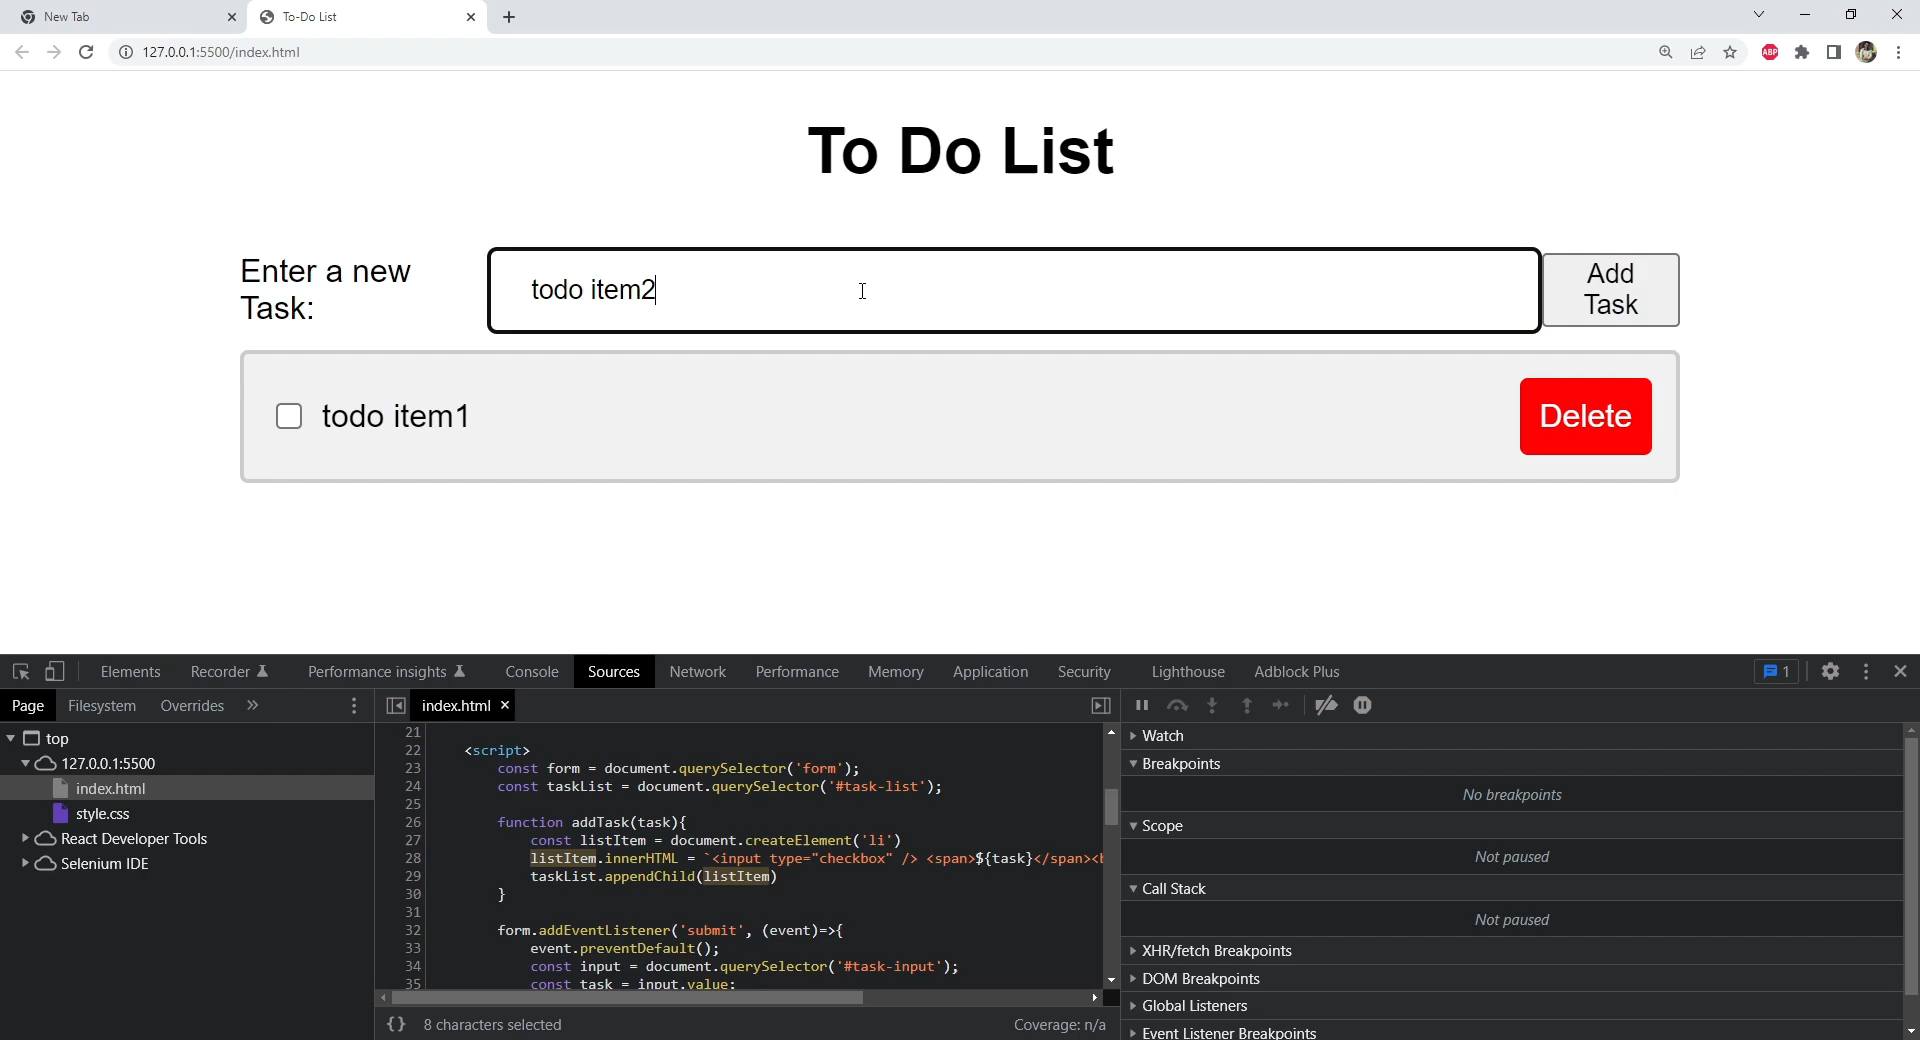 New Tab
To-Do List
127.0.0.1:5500/index.html
ABP
To Do List
Enter a new
Task:
todo item2
Add
Task
todo item1
Delete
Elements
Recorder
Performance insights
Console
Sources
Network
Performance
Memory
Application
Security
Lighthouse
Adblock Plus
1
Page
Filesystem
Overrides
index.html
top
127.0.0.1:5500
index.html
style.css
React Developer Tools
Selenium IDE
21
22 <script>
23 const form = document.querySelector('form');
24 const taskList = document.querySelector('#task-list');
25
26 function addTask(task){
27 const listItem = document.createElement('li')
28 listItem.innerHTML = `<input type="checkbox" /> <span>${task}</span><b
29 taskList.appendChild(listItem)
30 }
31
32 form.addEventListener('submit', (event)=>{
33 event.preventDefault();
34 const input = document.querySelector('#task-input');
35 const task = input.value;
{} 8 characters selected
Coverage: n/a
Watch
Breakpoints
No breakpoints
Scope
Not paused
Call Stack
Not paused
XHR/fetch Breakpoints
DOM Breakpoints
Global Listeners
Event Listener Breakpoints